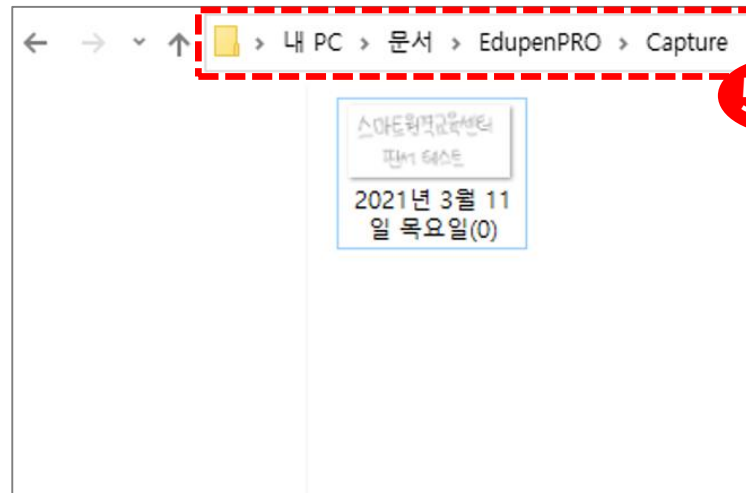 내 PC > 문서 > EdupenPRO > Capture
스마트원격교육센터
판서 테스트
2021년 3월 11
일 목요일(0)